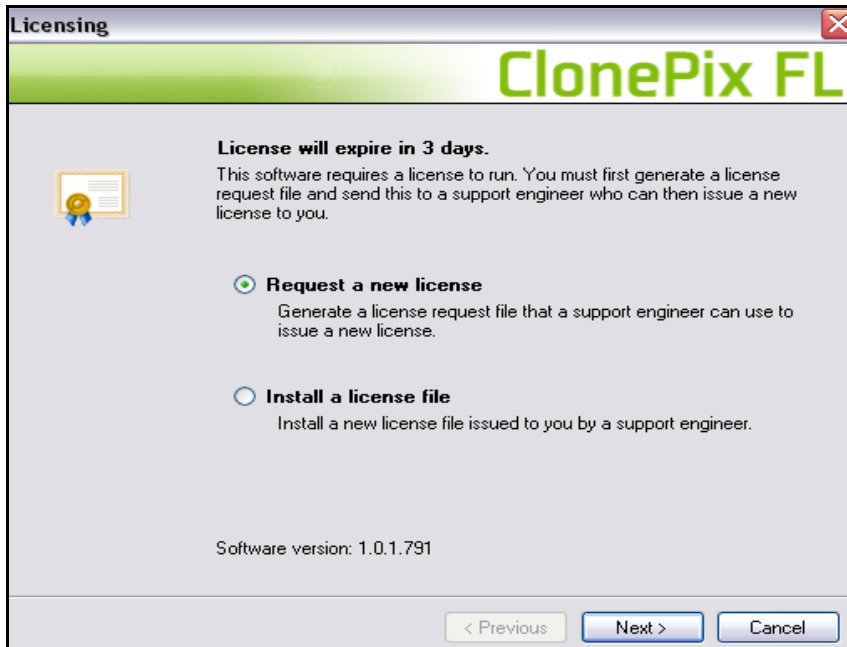 Licensing
ClonePix FL
License will expire in 3 days.
This software requires a license to run. You must first generate a license
request file and send this to a support engineer who can then issue a new
license to you.
Request a new license
Generate a license request file that a support engineer can use to
issue a new license.
Install a license file
Install a new license file issued to you by a support engineer.
Software version: 1.0.1.791
< Previous
Next >
Cancel